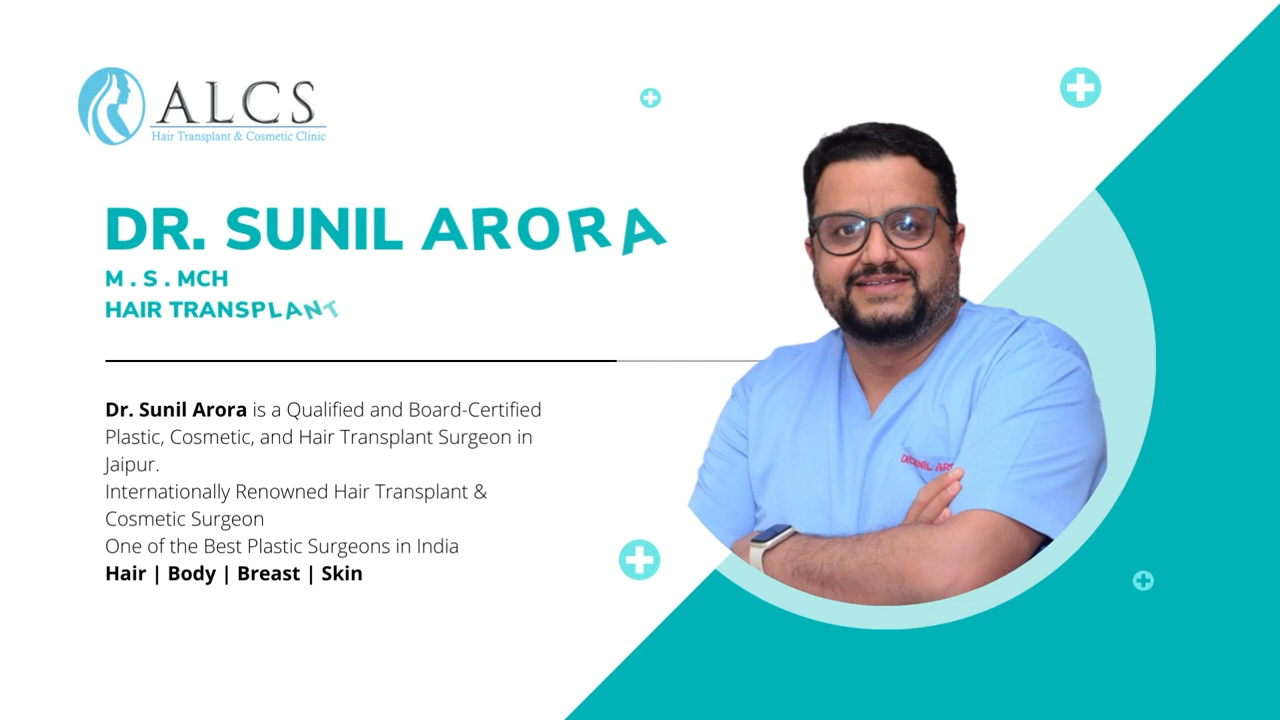 ALCS
Hair Transplant & Cosmetic Clinic
DR. SUNIL ARORA
M . S . MCH
HAIR TRANSPLANT
Dr. Sunil Arora is a Qualified and Board-Certified
Plastic, Cosmetic, and Hair Transplant Surgeon in
Jaipur.
Internationally Renowned Hair Transplant &
Cosmetic Surgeon
One of the Best Plastic Surgeons in India
Hair | Body | Breast | Skin